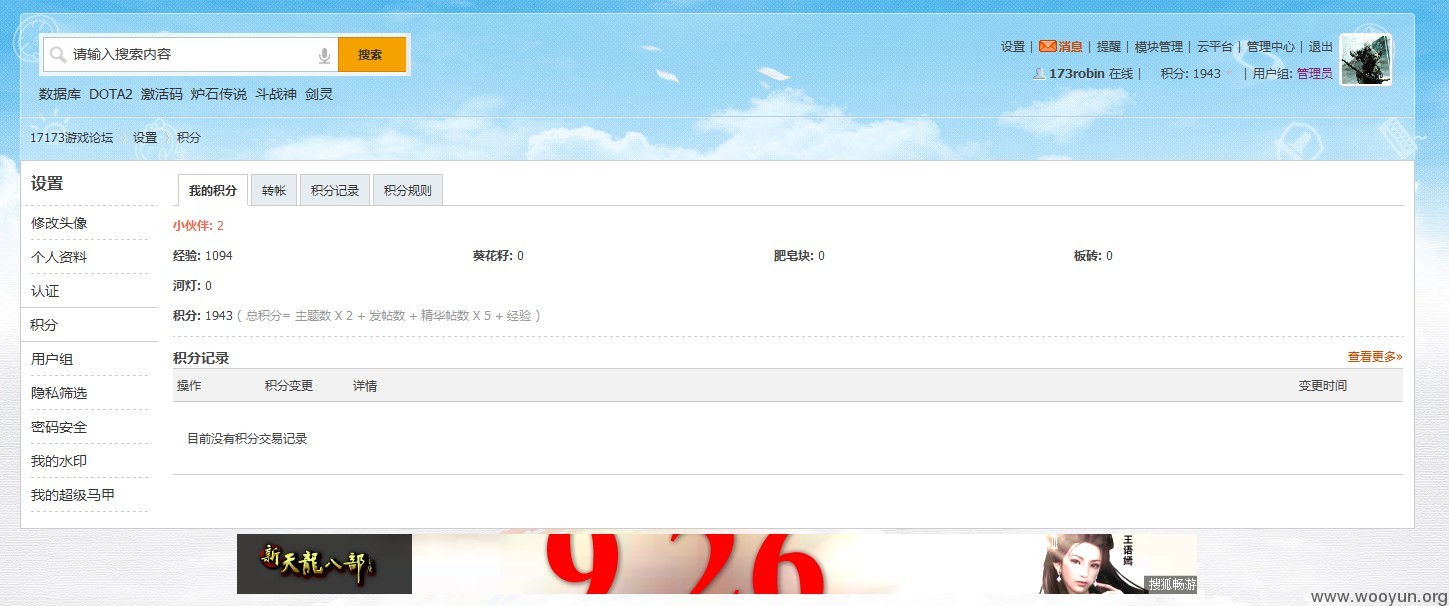 请输入搜索内容 搜索
设置 | 消息 | 提醒 | 模块管理 | 云平台 | 管理中心 | 退出
173robin 在线 | 积分: 1943 | 用户组: 管理员
数据库 DOTA2 激活码 炉石传说 斗战神 剑灵
17173游戏论坛 〉 设置 〉 积分
设置
修改头像
个人资料
认证
积分
用户组
隐私筛选
密码安全
我的水印
我的超级马甲
我的积分 转帐 积分记录 积分规则
小伙伴: 2
经验: 1094 葵花籽: 0 肥皂块: 0 板砖: 0
河灯: 0
积分: 1943 ( 总积分= 主题数 X 2 + 发帖数 + 精华帖数 X 5 + 经验 )
积分记录 查看更多»
操作 积分变更 详情 变更时间
目前没有积分交易记录
新天龍八部
9 26
王语嫣
搜狐畅游
www.wooyun.org